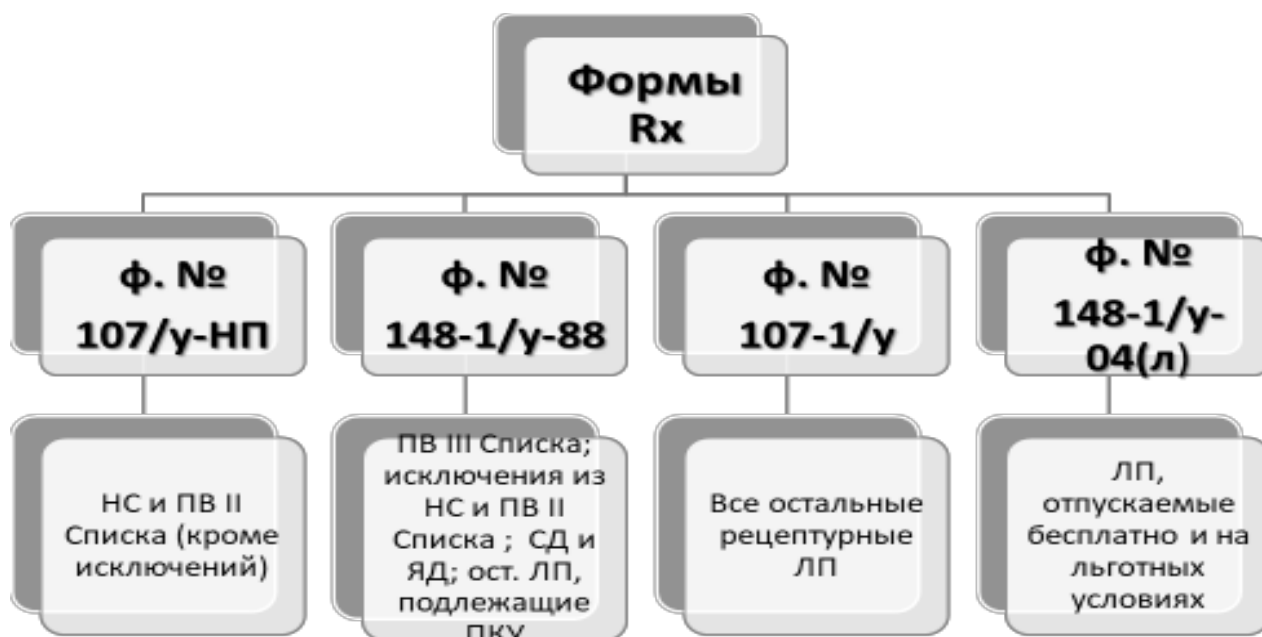 Формы
Rx
ф. №
107/у-НП
ф. №
148-1/у-88
ф. №
107-1/у
ф. №
148-1/у-
04(л)
НС и ПВ II
Списка (кроме
исключений)
ПВ III Списка;
исключения из
НС и ПВ II
Списка ; СД и
ЯД; ост. ЛП,
подлежащие
ПКУ
Все остальные
рецептурные
ЛП
ЛП,
отпускаемые
бесплатно и на
льготных
условиях